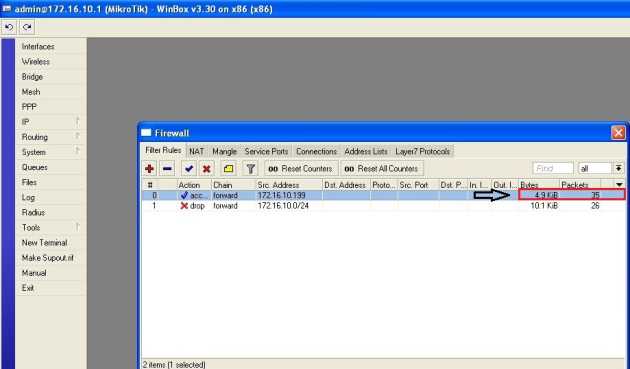 admin@172.16.10.1 (MikroTik) - WinBox v3.30 on x86 (x86)
Interfaces
Wireless
Bridge
Mesh
PPP
IP
Routing
System
Queues
Files
Log
Radius
Tools
New Terminal
Make Supout.rif
Manual
Exit
Firewall
Filter Rules NAT Mangle Service Ports Connections Address Lists Layer7 Protocols
00 Reset Counters 00 Reset All Counters Find all
# Action Chain Src. Address Dst. Address Proto... Src. Port Dst. P... In. I... Out. I... Bytes Packets
0 acc... forward 172.16.10.199 4.9 KiB 35
1 drop forward 172.16.10.0/24 10.1 KiB 26
2 items (1 selected)